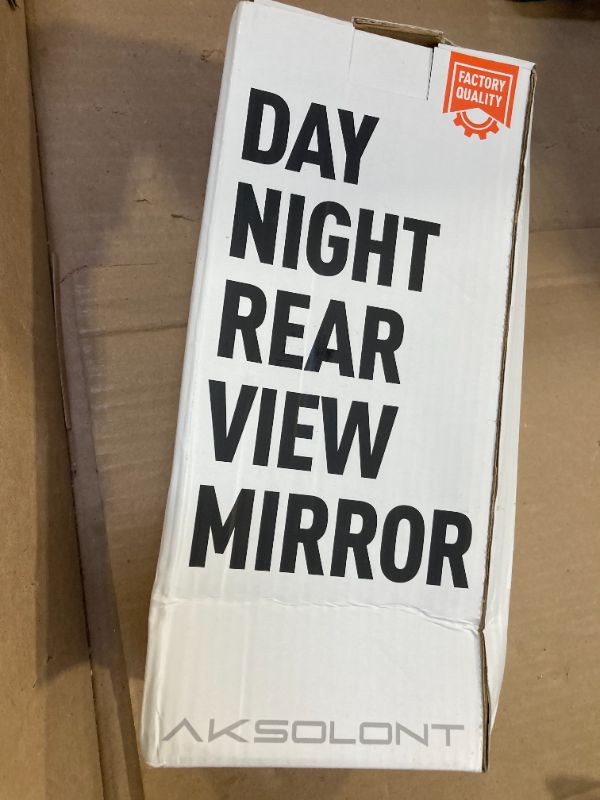 FACTORY
QUALITY
DAY
NIGHT
REAR
VIEW
MIRROR
AKSOLONT